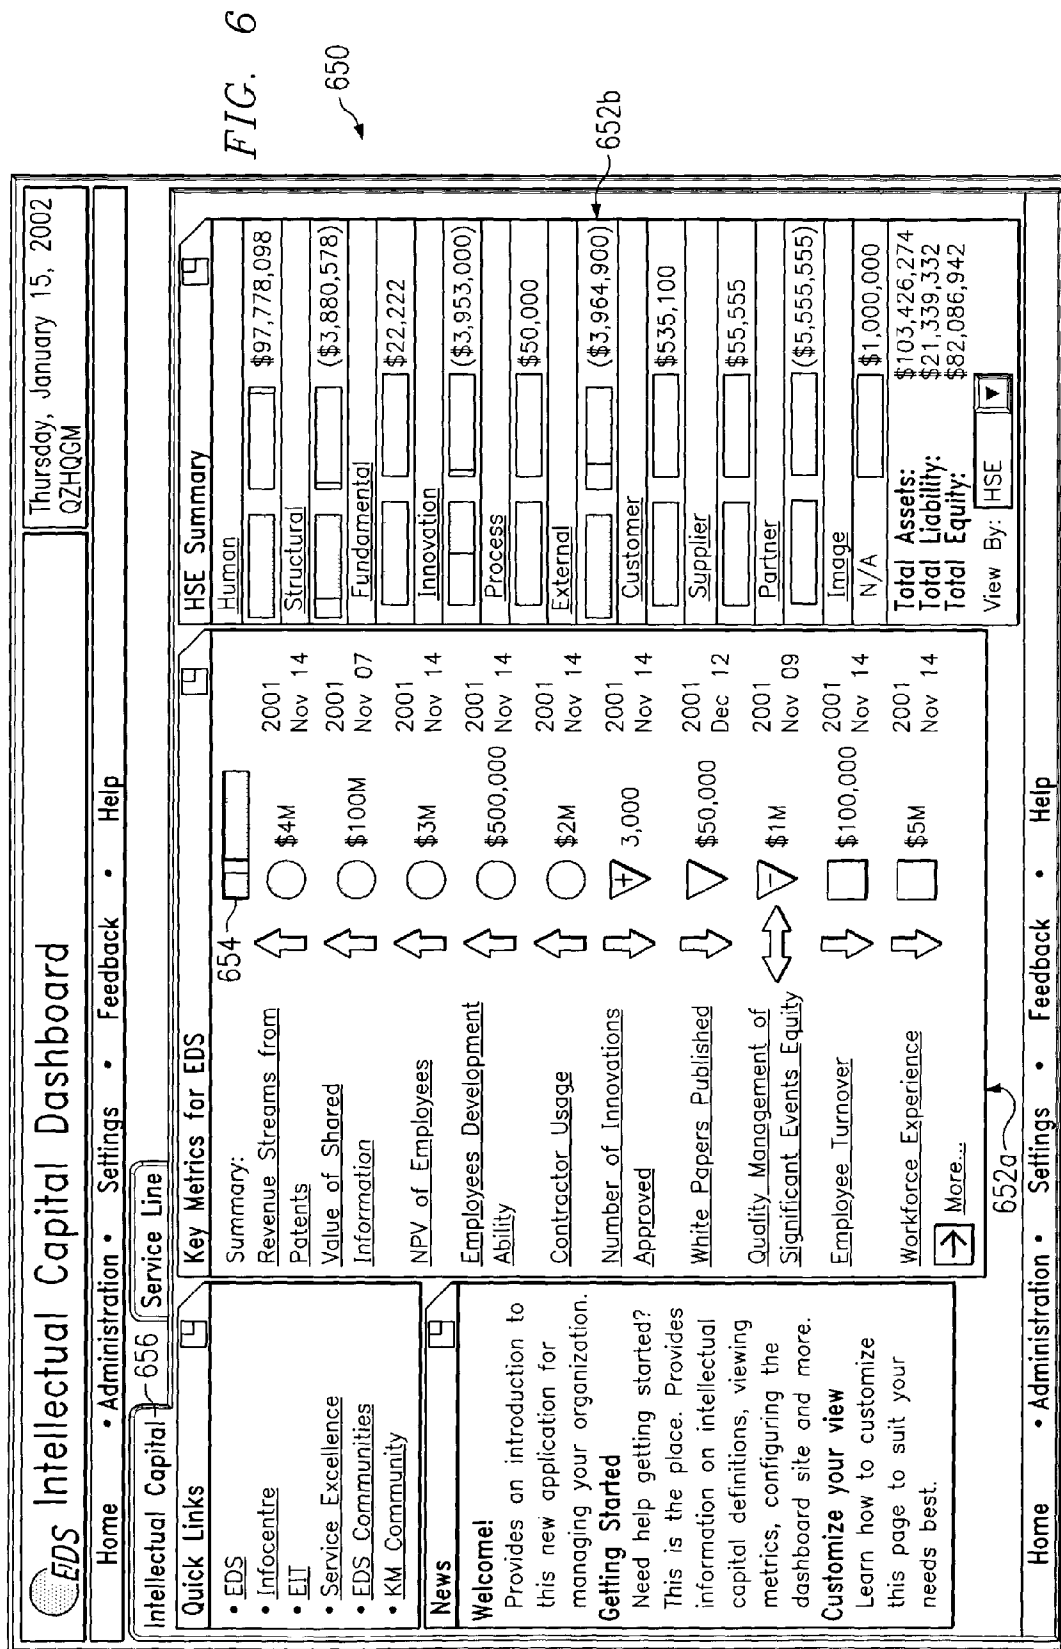 FIG. 6
650
EDS Intellectual Capital Dashboard
Thursday, January 15, 2002
QZHQGM
Home • Administration • Settings • Feedback • Help
Intellectual Capital
656
Service Line
Quick Links
• EDS
• Infocentre
• EIT
• Service Excellence
• EDS Communities
• KM Community
News
Welcome!
Provides an introduction to
this new application for
managing your organization.
Getting Started
Need help getting started?
This is the place. Provides
information on intellectual
capital definitions, viewing
metrics, configuring the
dashboard site and more.
Customize your view
Learn how to customize
this page to suit your
needs best.
Key Metrics for EDS
Summary:
654
Revenue Streams from
Patents
$4M
2001
Nov 14
Value of Shared
Information
$100M
2001
Nov 07
NPV of Employees
$3M
2001
Nov 14
Employees Development
Ability
$500,000
2001
Nov 14
Contractor Usage
$2M
2001
Nov 14
Number of Innovations
Approved
+
3,000
2001
Nov 14
White Papers Published
$50,000
2001
Dec 12
Quality Management of
Significant Events Equity
−
$1M
2001
Nov 09
Employee Turnover
$100,000
2001
Nov 14
Workforce Experience
$5M
2001
Nov 14
More...
652a
HSE Summary
Human
$97,778,098
Structural
($3,880,578)
Fundamental
$22,222
Innovation
($3,953,000)
Process
$50,000
External
($3,964,900)
652b
Customer
$535,100
Supplier
$55,555
Partner
($5,555,555)
Image
N/A
$1,000,000
Total Assets: $103,426,274
Total Liability: $21,339,332
Total Equity: $82,086,942
View By: HSE
Home • Administration • Settings • Feedback • Help